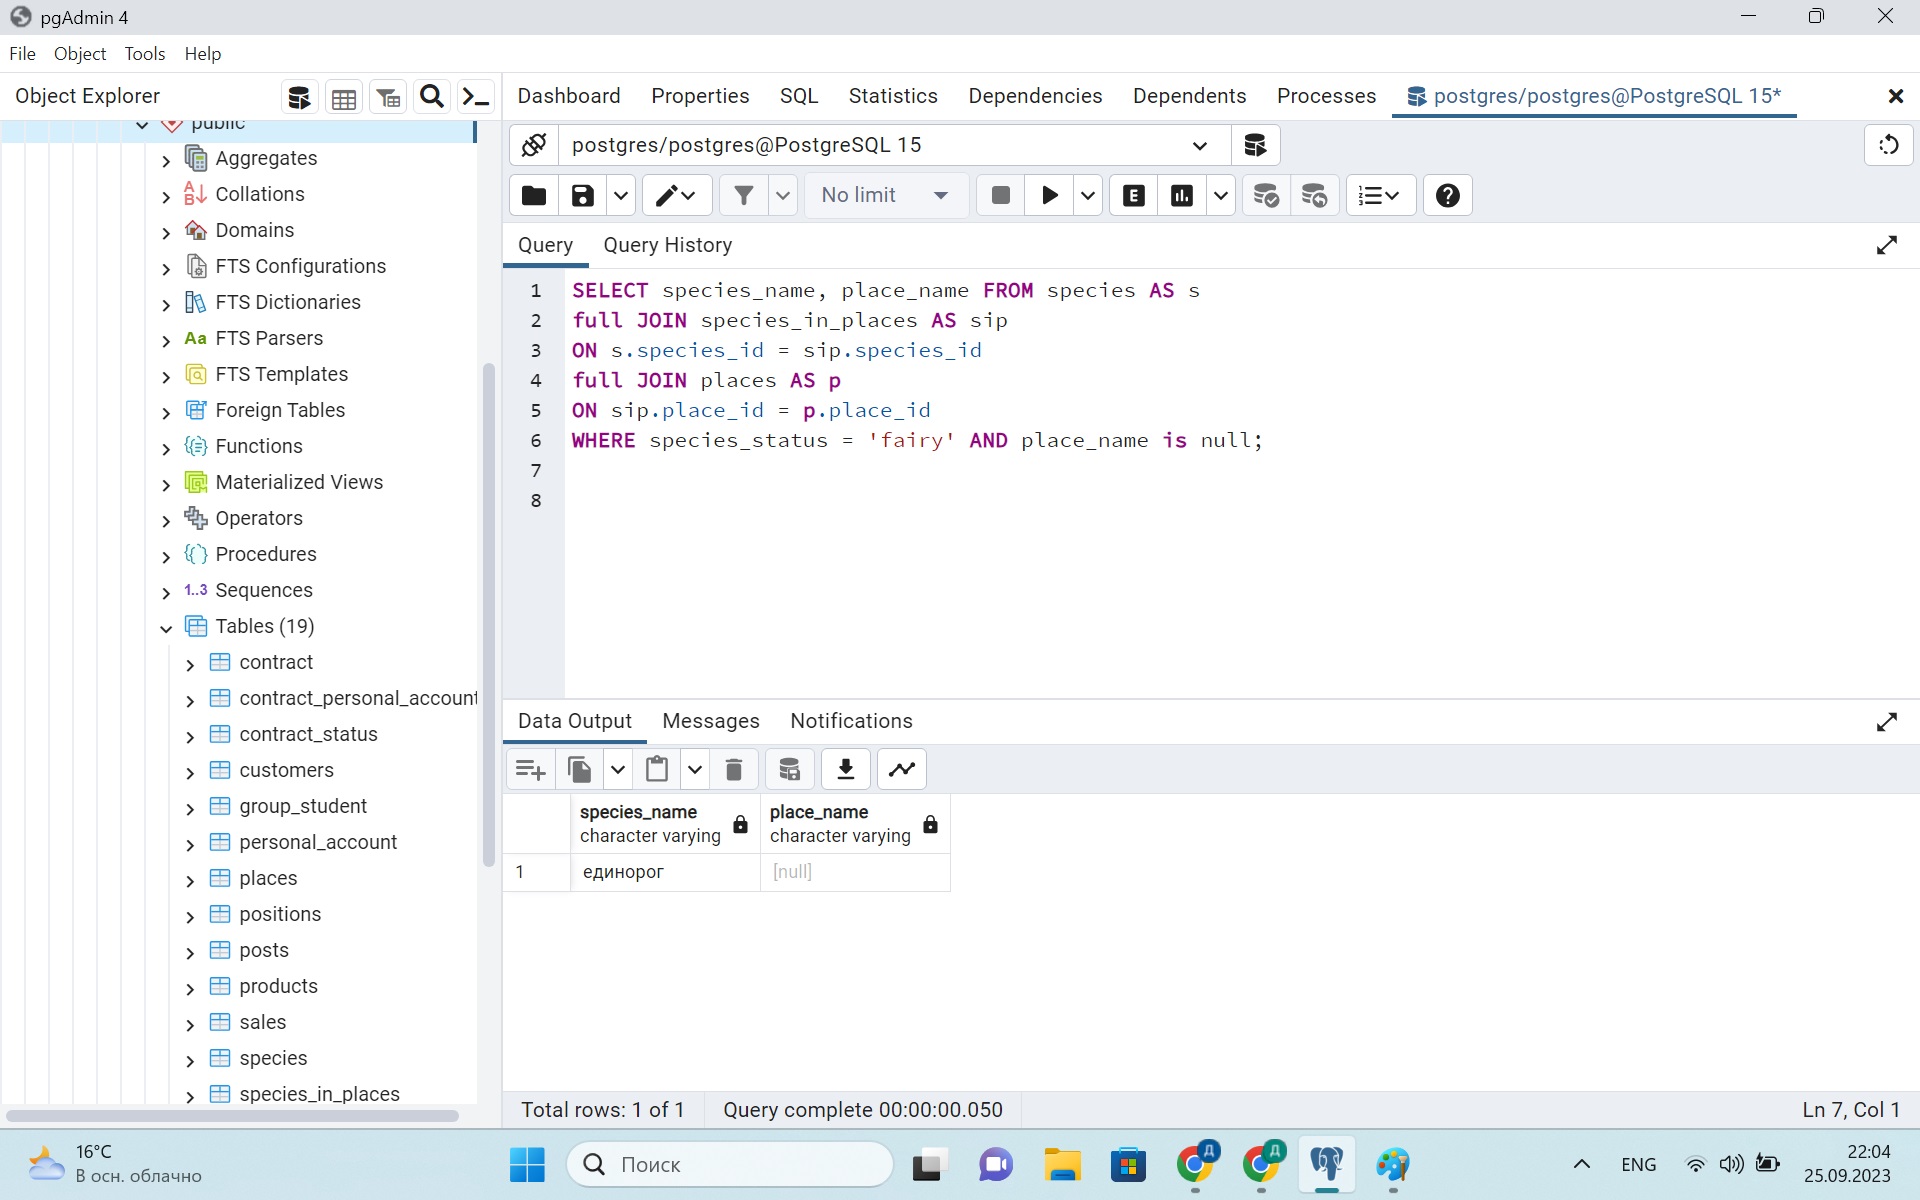 pgAdmin 4
File Object Tools Help
Object Explorer
Dashboard Properties SQL Statistics Dependencies Dependents Processes postgres/postgres@PostgreSQL 15*
public
Aggregates
Collations
Domains
FTS Configurations
FTS Dictionaries
Aa FTS Parsers
FTS Templates
Foreign Tables
Functions
Materialized Views
Operators
Procedures
1..3 Sequences
Tables (19)
contract
contract_personal_account
contract_status
customers
group_student
personal_account
places
positions
posts
products
sales
species
species_in_places
postgres/postgres@PostgreSQL 15
No limit
E
Query Query History
1 SELECT species_name, place_name FROM species AS s
2 full JOIN species_in_places AS sip
3 ON s.species_id = sip.species_id
4 full JOIN places AS p
5 ON sip.place_id = p.place_id
6 WHERE species_status = 'fairy' AND place_name is null;
7
8
Data Output Messages Notifications
species_name place_name
character varying character varying
1 единорог [null]
Total rows: 1 of 1 Query complete 00:00:00.050 Ln 7, Col 1
16°C
В осн. облачно
Поиск
Д
Д
ENG
22:04
25.09.2023